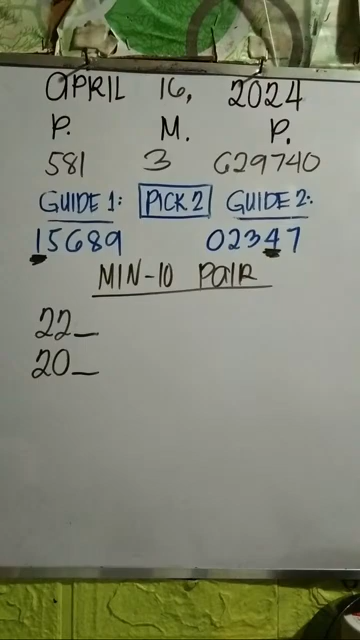 APRIL 16, 2024
P. M. P.
581 3 629740
GUIDE 1: PICK 2 GUIDE 2:
15689 02347
MIN-10 PAIR
22_
20_